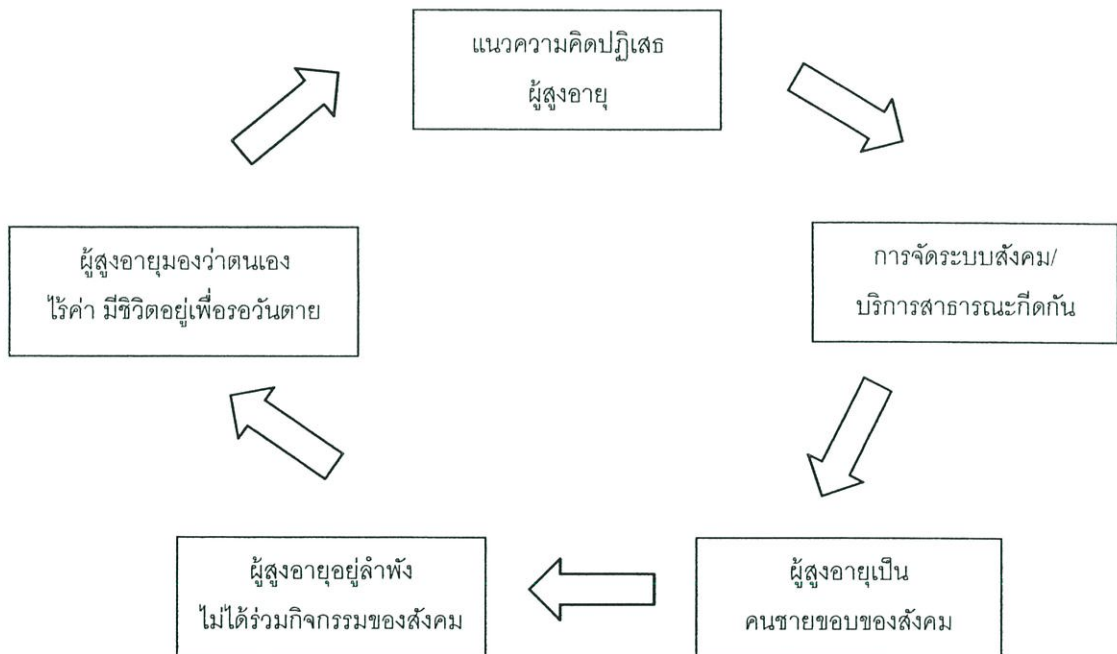 แนวความคิดปฏิเสธ
ผู้สูงอายุ
การจัดระบบสังคม/
บริการสาธารณะกีดกัน
ผู้สูงอายุเป็น
คนชายขอบของสังคม
ผู้สูงอายุอยู่ลำพัง
ไม่ได้ร่วมกิจกรรมของสังคม
ผู้สูงอายุมองว่าตนเอง
ไร้ค่า มีชีวิตอยู่เพื่อรอวันตาย